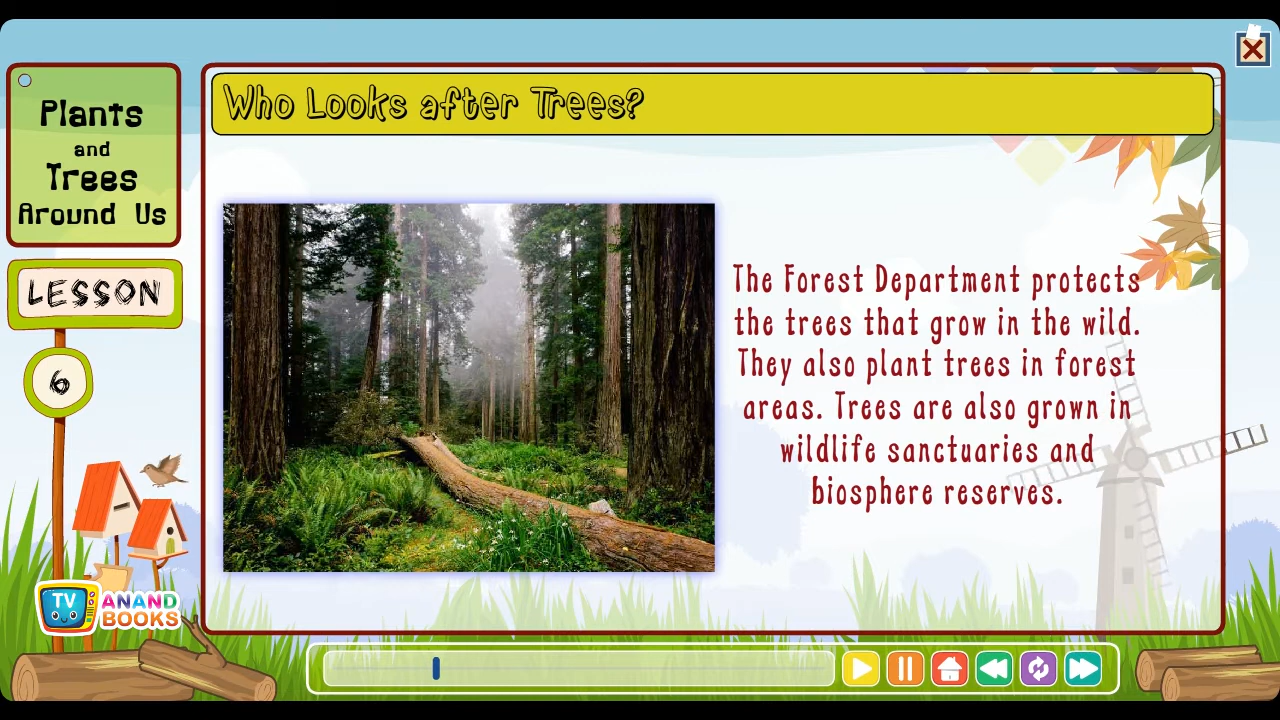 Who Looks after Trees?
Plants
and
Trees
Around Us
LESSON
6
The Forest Department protects
the trees that grow in the wild.
They also plant trees in forest
areas. Trees are also grown in
wildlife sanctuaries and
biosphere reserves.
TV
ANAND
BOOKS